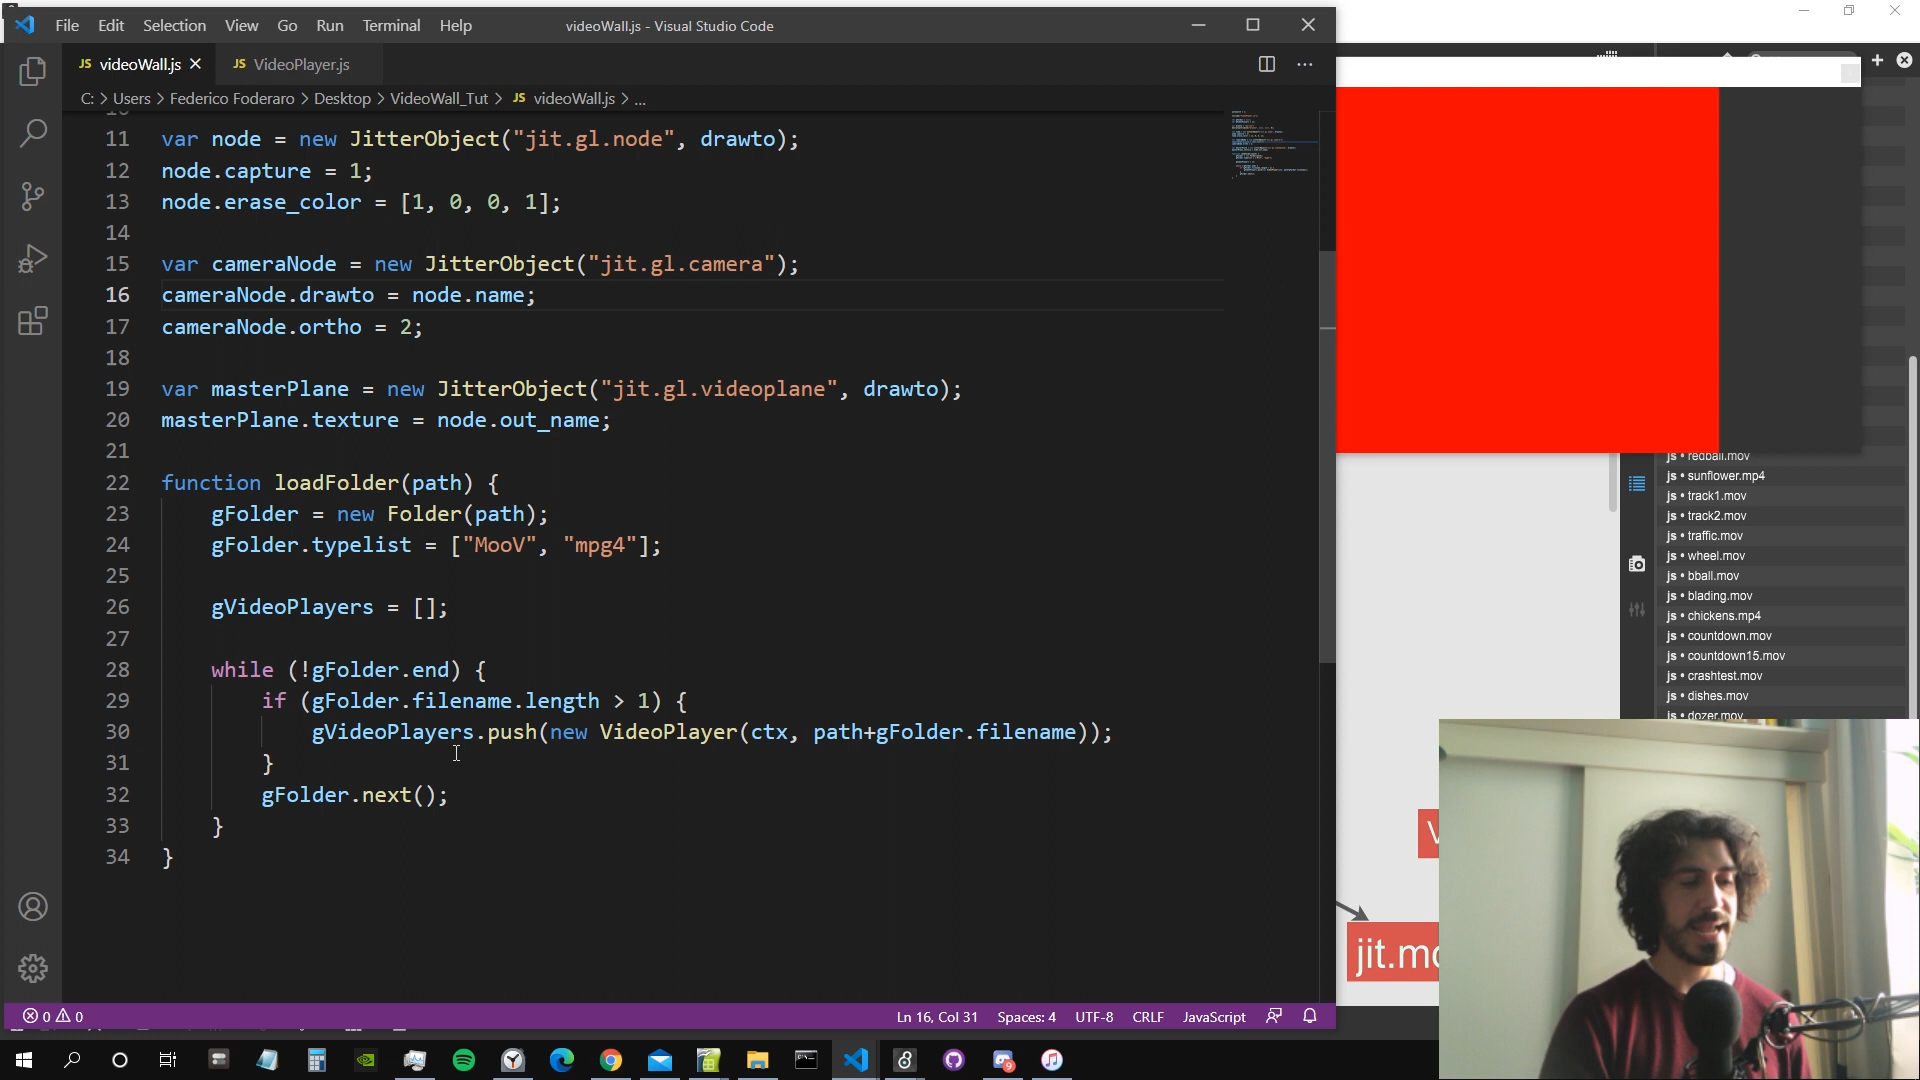 File Edit Selection View Go Run Terminal Help videoWall.js - Visual Studio Code
JS videoWall.js JS VideoPlayer.js
C: > Users > Federico Foderaro > Desktop > VideoWall_Tut > JS videoWall.js > ...
11 var node = new JitterObject("jit.gl.node", drawto);
12 node.capture = 1;
13 node.erase_color = [1, 0, 0, 1];
14
15 var cameraNode = new JitterObject("jit.gl.camera");
16 cameraNode.drawto = node.name;
17 cameraNode.ortho = 2;
18
19 var masterPlane = new JitterObject("jit.gl.videoplane", drawto);
20 masterPlane.texture = node.out_name;
21
22 function loadFolder(path) {
23 gFolder = new Folder(path);
24 gFolder.typelist = ["MooV", "mpg4"];
25
26 gVideoPlayers = [];
27
28 while (!gFolder.end) {
29 if (gFolder.filename.length > 1) {
30 gVideoPlayers.push(new VideoPlayer(ctx, path+gFolder.filename));
31 }
32 gFolder.next();
33 }
34 }
js • redball.mov
js • sunflower.mp4
js • track1.mov
js • track2.mov
js • traffic.mov
js • wheel.mov
js • bball.mov
js • blading.mov
js • chickens.mp4
js • countdown.mov
js • countdown15.mov
js • crashtest.mov
js • dishes.mov
js • dozer.mov
jit.mo
0 0 Ln 16, Col 31 Spaces: 4 UTF-8 CRLF JavaScript